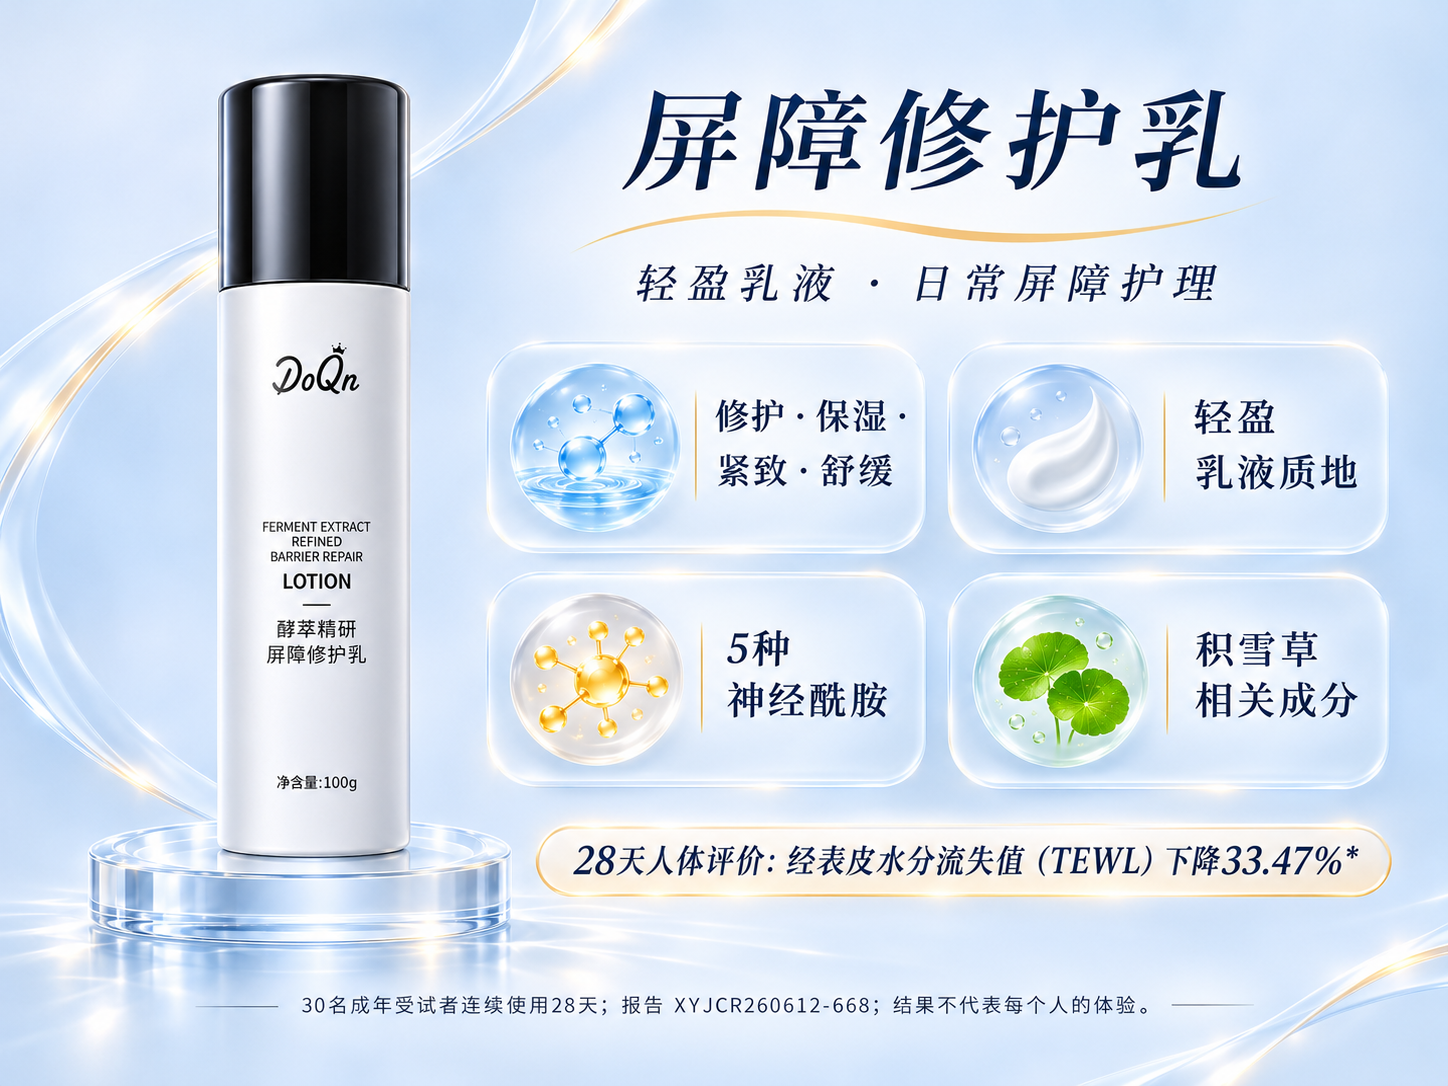 屏障修护乳
轻盈乳液 · 日常屏障护理
DoQn
FERMENT EXTRACT
REFINED
BARRIER REPAIR
LOTION
酵萃精研
屏障修护乳
净含量:100g
修护 · 保湿 ·
紧致 · 舒缓
轻盈
乳液质地
5种
神经酰胺
积雪草
相关成分
28天人体评价: 经表皮水分流失值（TEWL）下降33.47%*
30名成年受试者连续使用28天；报告 XYJCR260612-668；结果不代表每个人的体验。